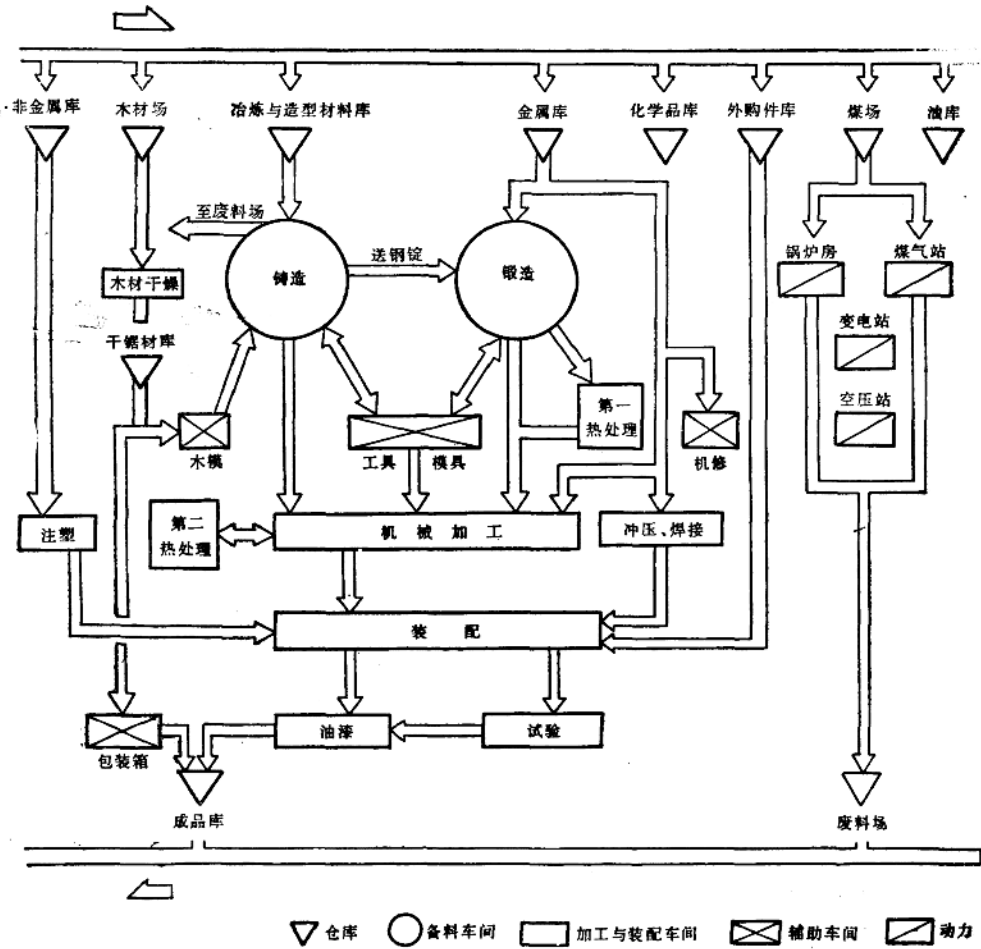 非金属库
木材场
冶炼与造型材料库
金属库
化学品库
外购件库
煤场
油库
至废料场
送钢锭
铸造
锻造
锅炉房
煤气站
木材干燥
变电站
干锯材库
空压站
第一
热处理
木模
工具
模具
机修
注塑
第二
热处理
机械加工
冲压、焊接
装配
油漆
试验
包装箱
成品库
废料场
仓库
备料车间
加工与装配车间
辅助车间
动力